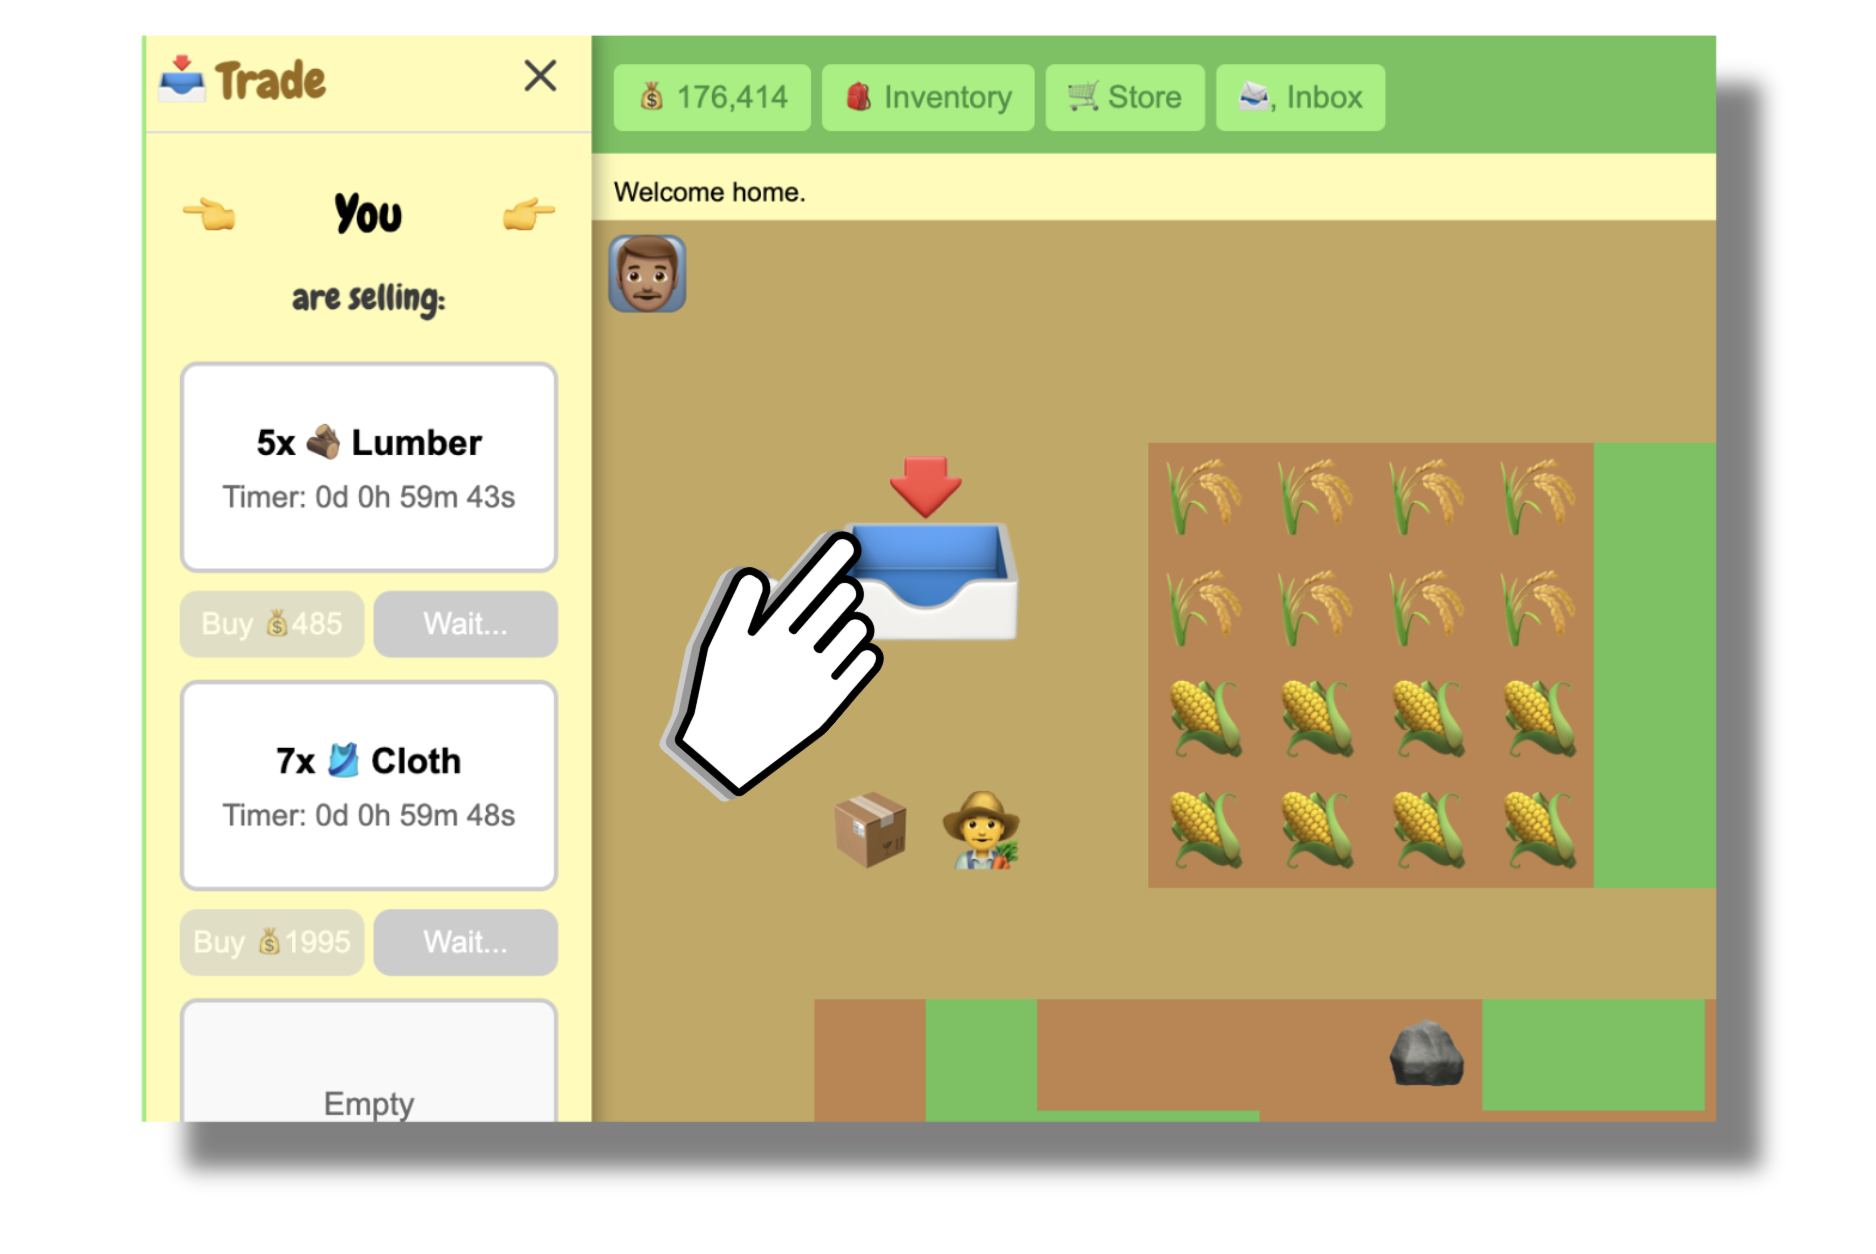 Trade
176,414
Inventory
Store
, Inbox
Welcome home.
You
are selling:
5x Lumber
Timer: 0d 0h 59m 43s
Buy 485
Wait...
7x Cloth
Timer: 0d 0h 59m 48s
Buy 1995
Wait...
Empty